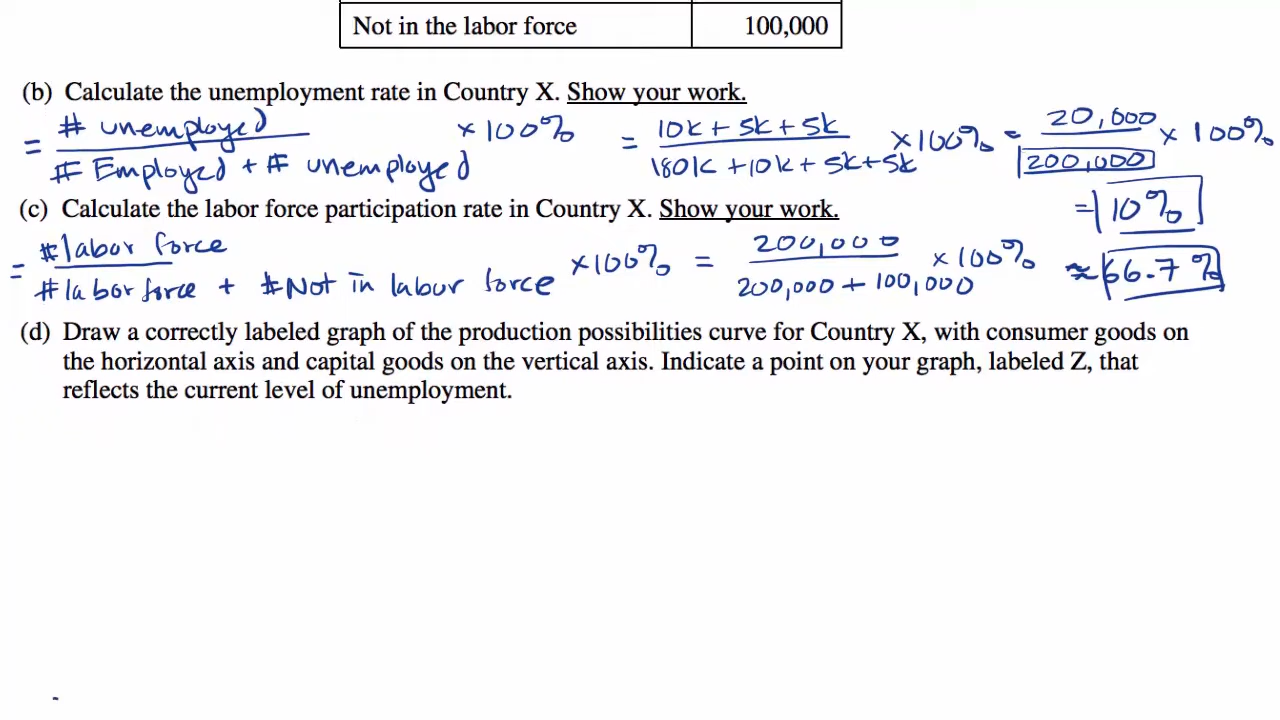 Not in the labor force 100,000
(b) Calculate the unemployment rate in Country X. Show your work.
= # unemployed / # Employed + # unemployed × 100% = 10k + 5k + 5k / 180k + 10k + 5k + 5k × 100% = 20,000 / 200,000 × 100%
= 10%
(c) Calculate the labor force participation rate in Country X. Show your work.
= # labor force / # labor force + # Not in labor force × 100% = 200,000 / 200,000 + 100,000 × 100% ≈ 66.7%
(d) Draw a correctly labeled graph of the production possibilities curve for Country X, with consumer goods on
the horizontal axis and capital goods on the vertical axis. Indicate a point on your graph, labeled Z, that
reflects the current level of unemployment.